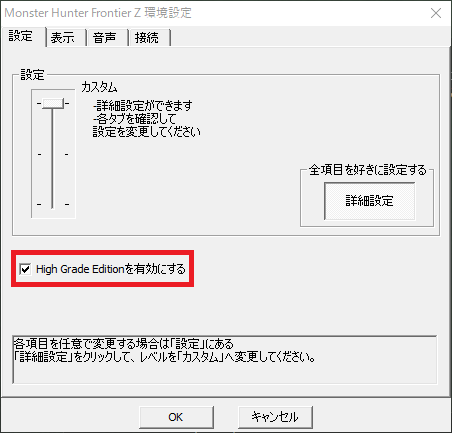 Monster Hunter Frontier Z 環境設定
設定 表示 音声 接続
設定
カスタム
-詳細設定ができます
-各タブを確認して
設定を変更してください
全項目を好きに設定する
詳細設定
High Grade Editionを有効にする
各項目を任意で変更する場合は「設定」にある
「詳細設定」をクリックして、レベルを「カスタム」へ変更してください。
OK キャンセル